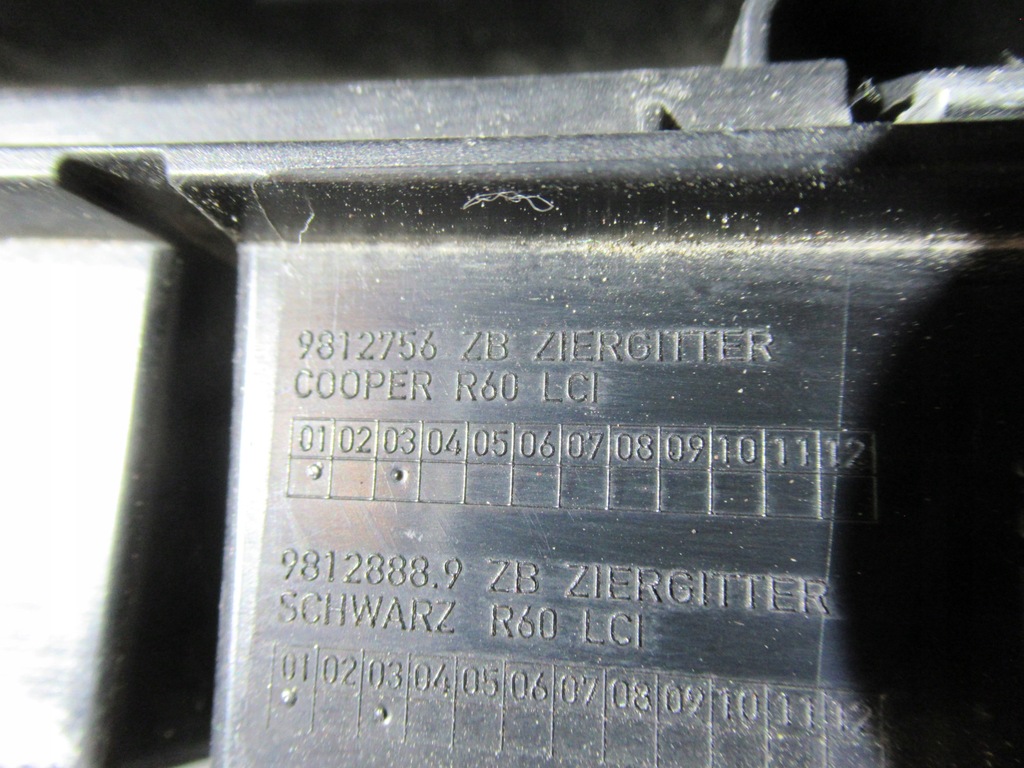 9812756 ZB ZIERGITTER
COOPER R60 LCI
01 02 03 04 05 06 07 08 09 10 11 12
9812888.9 ZB ZIERGITTER
SCHWARZ R60 LCI
01 02 03 04 05 06 07 08 09 10 11 12